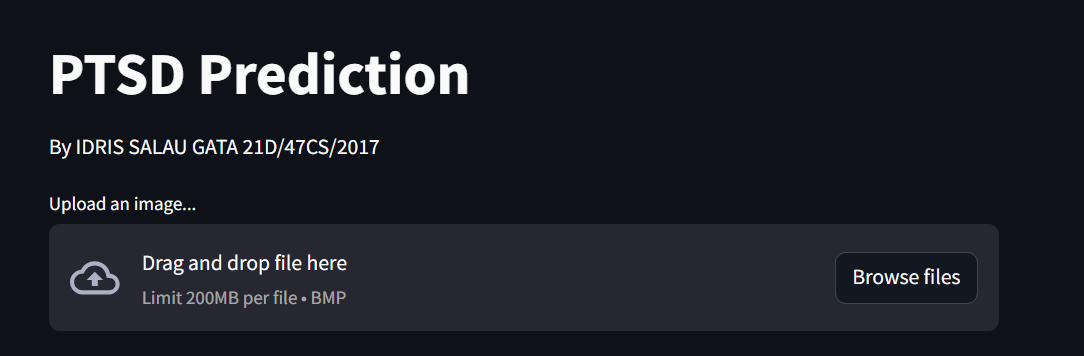 PTSD Prediction
By IDRIS SALAU GATA 21D/47CS/2017
Upload an image...
Drag and drop file here
Limit 200MB per file • BMP
Browse files